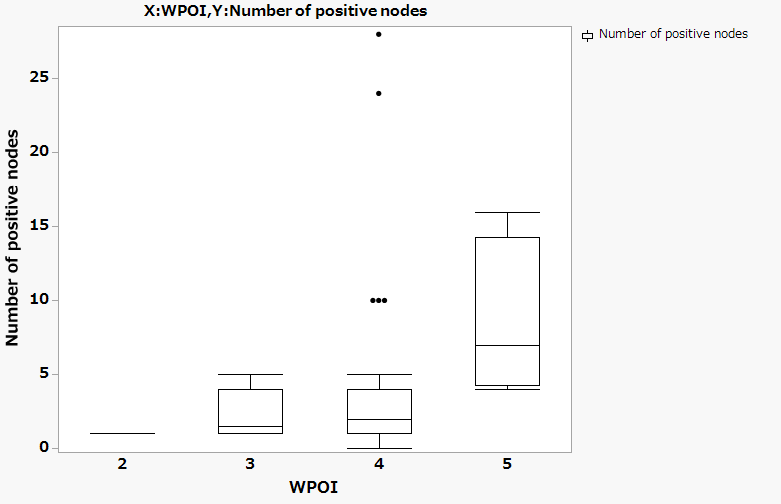 X:WPOI,Y:Number of positive nodes
Number of positive nodes
Number of positive nodes
25
20
15
10
5
0
2 3 4 5
WPOI